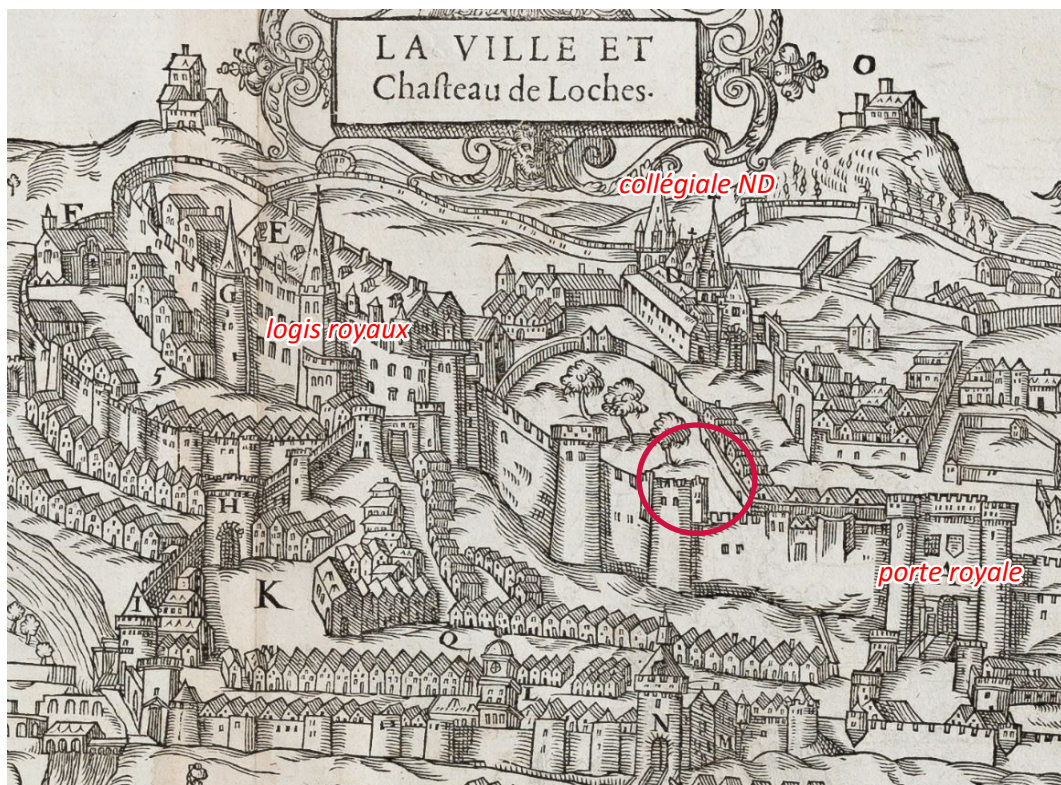 LA VILLE ET
Chaſteau de Loches.
O
collégiale ND
F
E
G
logis royaux
5
H
K
porte royale
A
I
Q
L
N
M